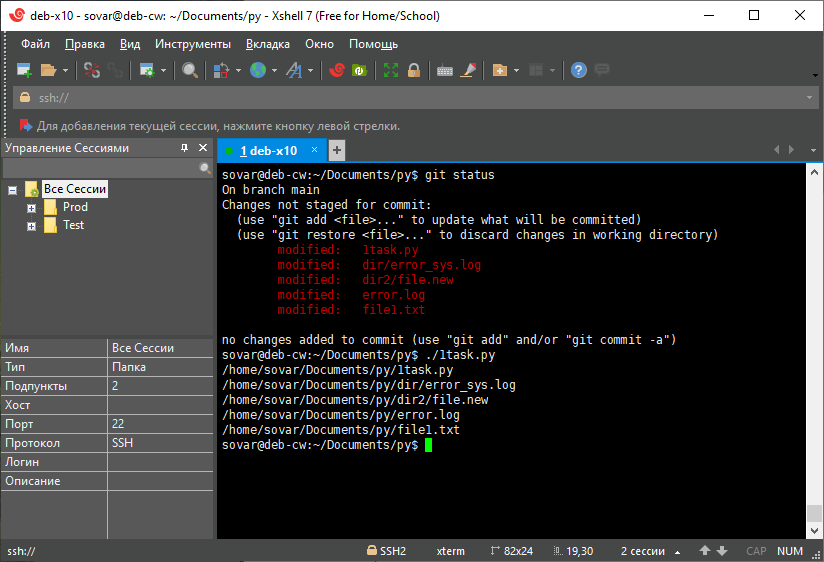 deb-x10 - sovar@deb-cw: ~/Documents/py - Xshell 7 (Free for Home/School)
Файл Правка Вид Инструменты Вкладка Окно Помощь
ssh://
Для добавления текущей сессии, нажмите кнопку левой стрелки.
Управление Сессиями
Все Сессии
Prod
Test
Имя Все Сессии
Тип Папка
Подпункты 2
Хост
Порт 22
Протокол SSH
Логин
Описание
1 deb-x10 × +
sovar@deb-cw:~/Documents/py$ git status
On branch main
Changes not staged for commit:
  (use "git add <file>..." to update what will be committed)
  (use "git restore <file>..." to discard changes in working directory)
        modified:   1task.py
        modified:   dir/error_sys.log
        modified:   dir2/file.new
        modified:   error.log
        modified:   file1.txt
no changes added to commit (use "git add" and/or "git commit -a")
sovar@deb-cw:~/Documents/py$ ./1task.py
/home/sovar/Documents/py/1task.py
/home/sovar/Documents/py/dir/error_sys.log
/home/sovar/Documents/py/dir2/file.new
/home/sovar/Documents/py/error.log
/home/sovar/Documents/py/file1.txt
sovar@deb-cw:~/Documents/py$
ssh:// SSH2 xterm 82x24 19,30 2 сессии CAP NUM